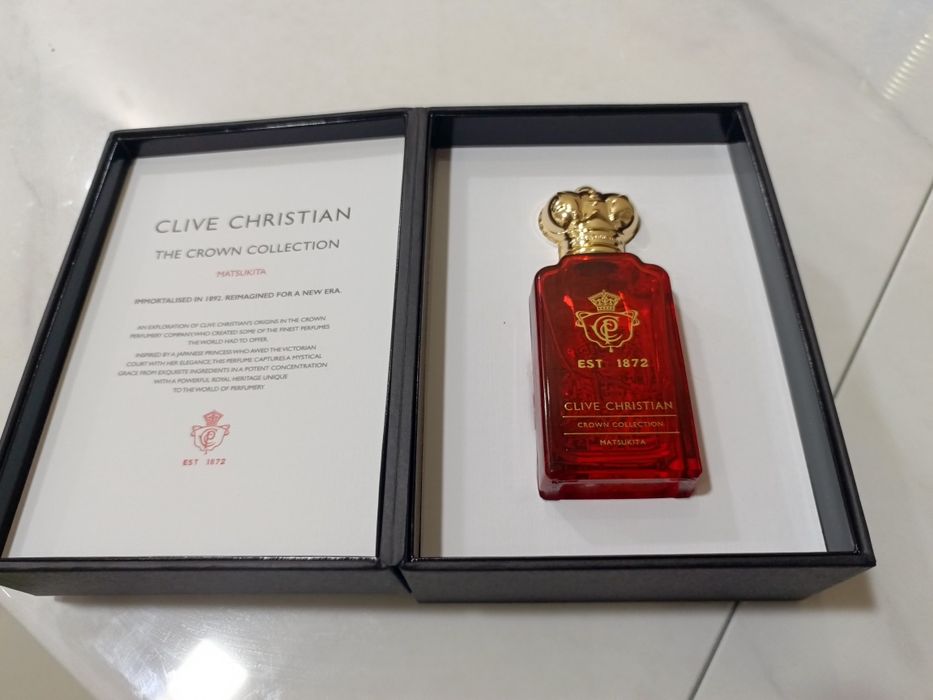 CLIVE CHRISTIAN
THE CROWN COLLECTION
MATSUKITA
IMMORTALISED IN 1892. REIMAGINED FOR A NEW ERA.
AN EXPLORATION OF CLIVE CHRISTIAN'S ORIGINS IN THE CROWN
PERFUMERY COMPANY, WHO CREATED SOME OF THE FINEST PERFUMES
THE WORLD HAD TO OFFER.
INSPIRED BY A JAPANESE PRINCESS WHO AWED THE VICTORIAN
COURT WITH HER ELEGANCE, THIS PERFUME CAPTURES A MYSTICAL
GRACE FROM EXQUISITE INGREDIENTS IN A POTENT CONCENTRATION
WITH A POWERFUL ROYAL HERITAGE UNIQUE
TO THE WORLD OF PERFUMERY
EST 1872
EST 1872
CLIVE CHRISTIAN
CROWN COLLECTION
MATSUKITA